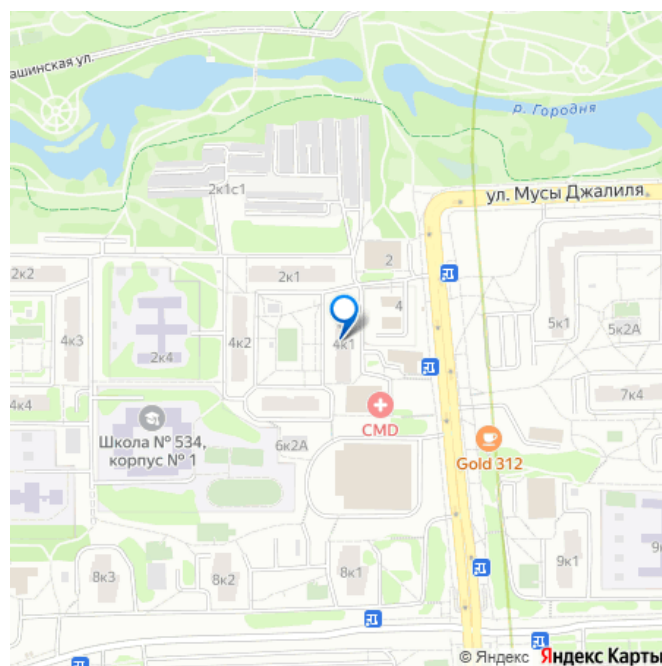 ашинская ул.
р. Городня
2к1с1
ул. Мусы Джалиля
2
2к2
2к1
4
5к1
5к2А
4к3
2к4
4к2
4к1
4к4
7к4
CMD
Школа № 534,
корпус № 1
6к2А
Gold 312
8к3
8к2
8к1
9к1
© Яндекс Яндекс Карты